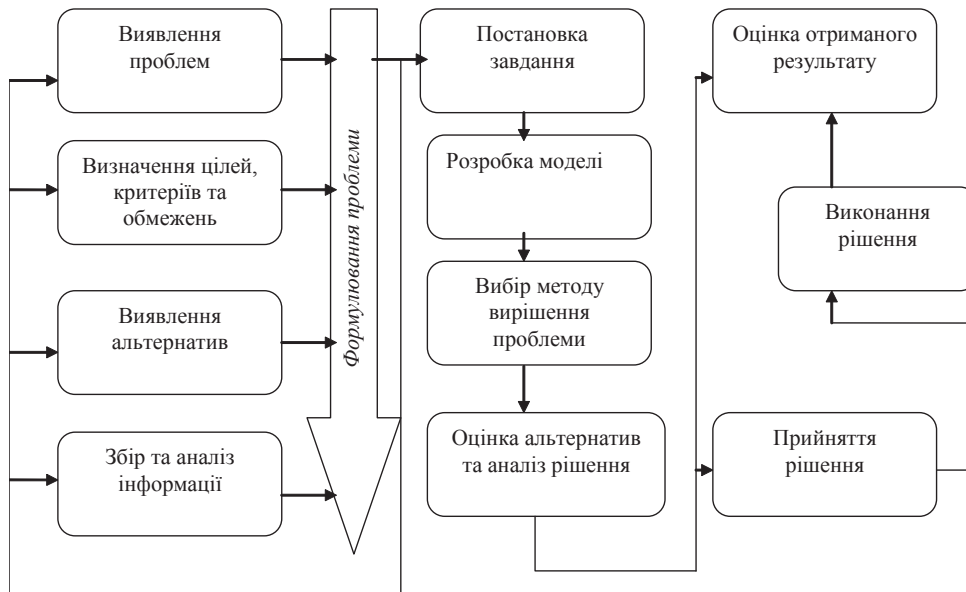 Виявлення
проблем
Визначення цілей,
критеріїв та
обмежень
Виявлення
альтернатив
Збір та аналіз
інформації
Формулювання проблеми
Постановка
завдання
Розробка моделі
Вибір методу
вирішення
проблеми
Оцінка альтернатив
та аналіз рішення
Оцінка отриманого
результату
Виконання
рішення
Прийняття
рішення